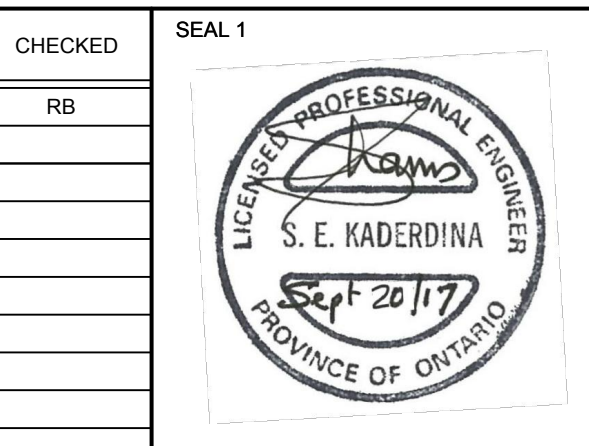 CHECKED
RB
SEAL 1
LICENSED PROFESSIONAL ENGINEER
S. E. KADERDINA
Sept 20/17
PROVINCE OF ONTARIO